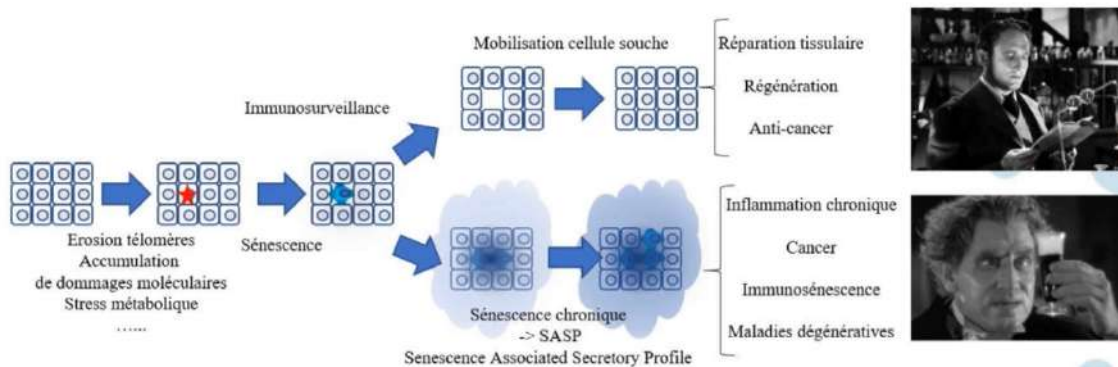 Mobilisation cellule souche
Réparation tissulaire
Régénération
Anti-cancer
Immunosurveillance
Erosion télomères
Accumulation
de dommages moléculaires
Stress métabolique
…...
Sénescence
Sénescence chronique
-> SASP
Senescence Associated Secretory Profile
Inflammation chronique
Cancer
Immunosénescence
Maladies dégénératives